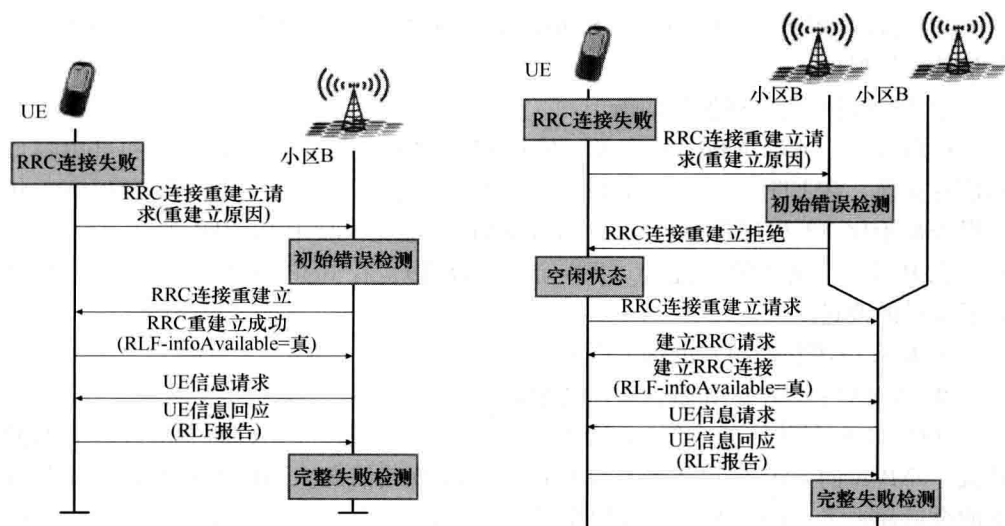 UE
小区B
RRC连接失败
RRC连接重建立请
求(重建立原因)
初始错误检测
RRC连接重建立
RRC重建立成功
(RLF-infoAvailable=真)
UE信息请求
UE信息回应
(RLF报告)
完整失败检测
UE
小区B
小区B
RRC连接失败
RRC连接重建立请
求(重建立原因)
初始错误检测
RRC连接重建立拒绝
空闲状态
RRC连接重建立请求
建立RRC请求
建立RRC连接
(RLF-infoAvailable=真)
UE信息请求
UE信息回应
(RLF报告)
完整失败检测